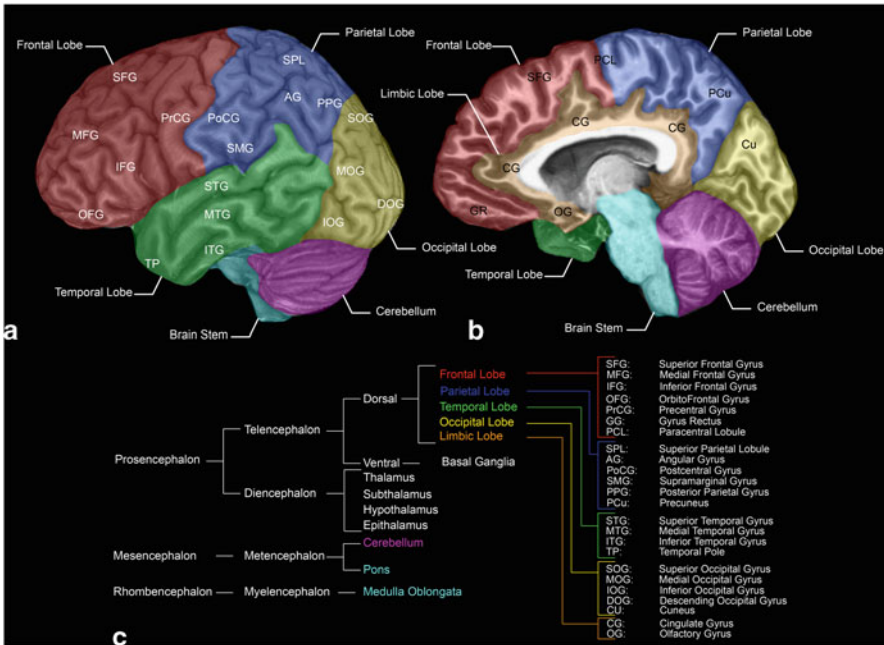 Frontal Lobe
Parietal Lobe
SFG
SPL
AG
PPG
PrCG
PoCG
SOG
MFG
SMG
IFG
MOG
STG
OFG
MTG
DOG
IOG
ITG
TP
Occipital Lobe
Temporal Lobe
Cerebellum
Brain Stem
a
Frontal Lobe
Parietal Lobe
PCL
SFG
Limbic Lobe
PCu
CG
CG
Cu
CG
GR
OG
Occipital Lobe
Temporal Lobe
Cerebellum
Brain Stem
b
Prosencephalon
Telencephalon
Dorsal
Frontal Lobe
Parietal Lobe
Temporal Lobe
Occipital Lobe
Limbic Lobe
Ventral
Basal Ganglia
Diencephalon
Thalamus
Subthalamus
Hypothalamus
Epithalamus
Mesencephalon
Metencephalon
Cerebellum
Pons
Rhombencephalon
Myelencephalon
Medulla Oblongata
SFG: Superior Frontal Gyrus
MFG: Medial Frontal Gyrus
IFG: Inferior Frontal Gyrus
OFG: OrbitoFrontal Gyrus
PrCG: Precentral Gyrus
GG: Gyrus Rectus
PCL: Paracentral Lobule
SPL: Superior Parietal Lobule
AG: Angular Gyrus
PoCG: Postcentral Gyrus
SMG: Supramarginal Gyrus
PPG: Posterior Parietal Gyrus
PCu: Precuneus
STG: Superior Temporal Gyrus
MTG: Medial Temporal Gyrus
ITG: Inferior Temporal Gyrus
TP: Temporal Pole
SOG: Superior Occipital Gyrus
MOG: Medial Occipital Gyrus
IOG: Inferior Occipital Gyrus
DOG: Descending Occipital Gyrus
CU: Cuneus
CG: Cingulate Gyrus
OG: Olfactory Gyrus
c